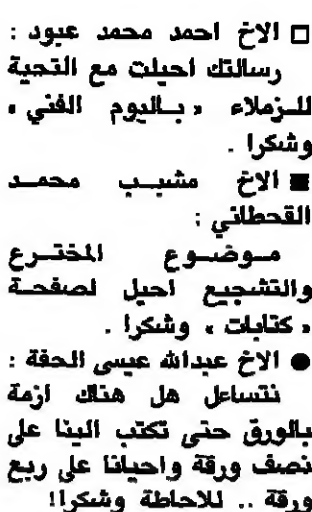 □ الاخ احمد محمد عبود :
رسالتك احيلت مع التحية
للزملاء « باليوم الفني »
وشكرا .
■ الاخ مشبب محمد
القحطاني :
موضوع المخترع
والتشجيع احيل لصفحة
« كتابات » وشكرا .
● الاخ عبدالله عيسى الحفة :
نتساءل هل هناك ازمة
بالورق حتى تكتب الينا على
نصف ورقة واحيانا على ربع
ورقة .. للاحاطة وشكرا!